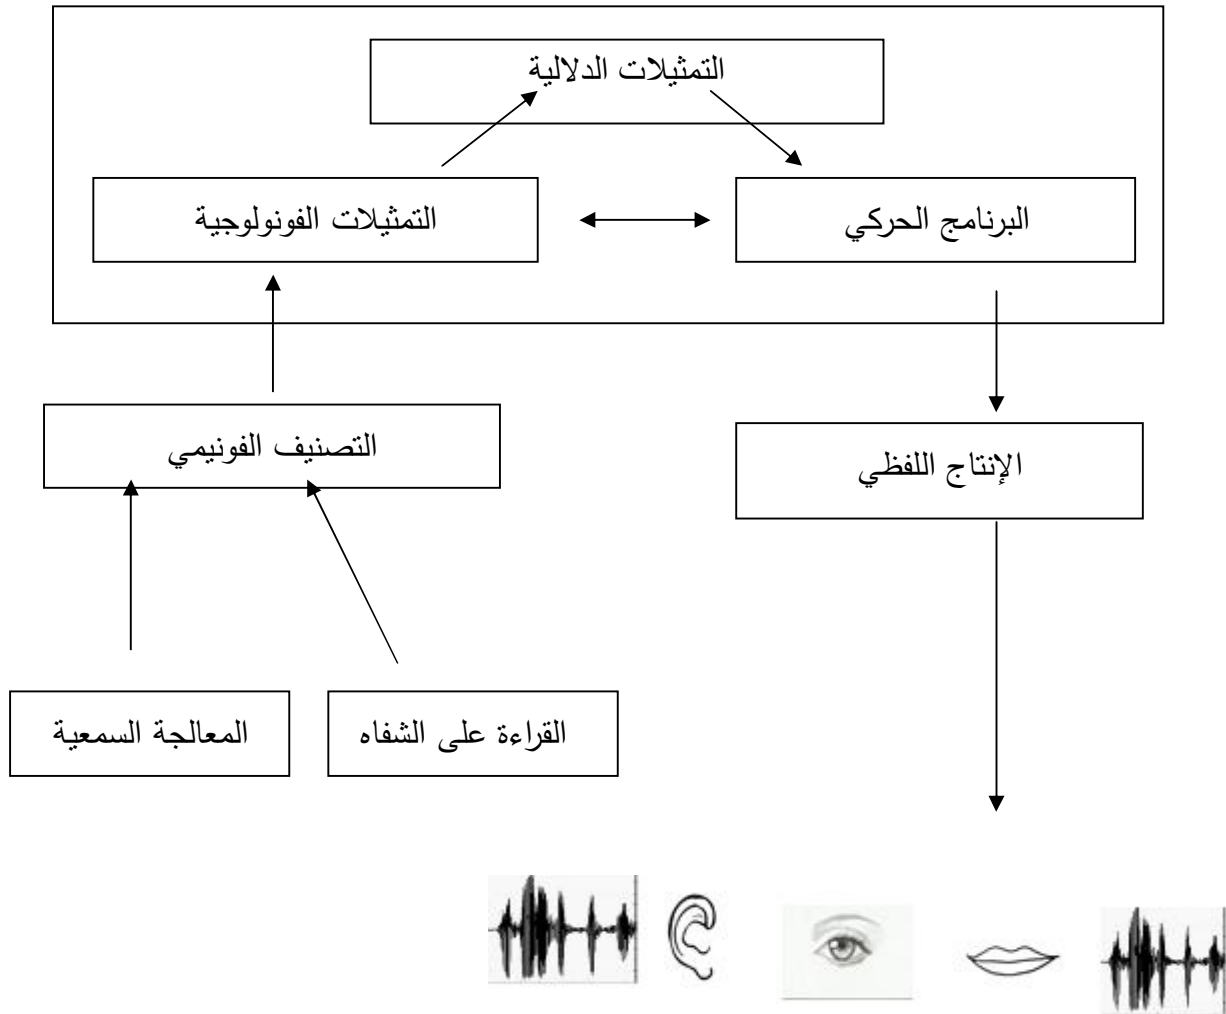 التمثيلات الدلالية
البرنامج الحركي
التمثيلات الفونولوجية
التصنيف الفونيمي
الإنتاج اللفظي
القراءة على الشفاه
المعالجة السمعية